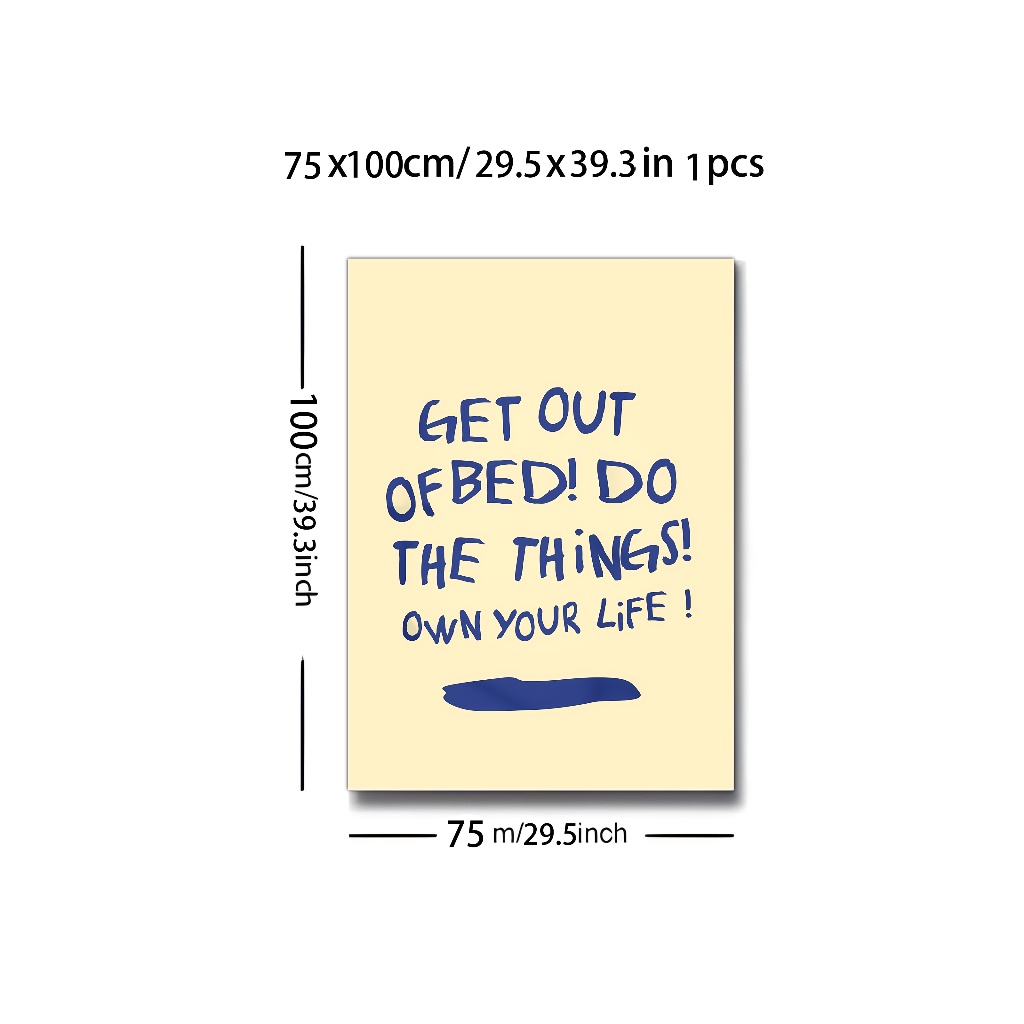 75x100cm/29.5x39.3in 1pcs
100cm/39.3inch
GET OUT
OFBED! DO
THE THiNGS!
OWN YOUR LiFE !
75 m/29.5inch